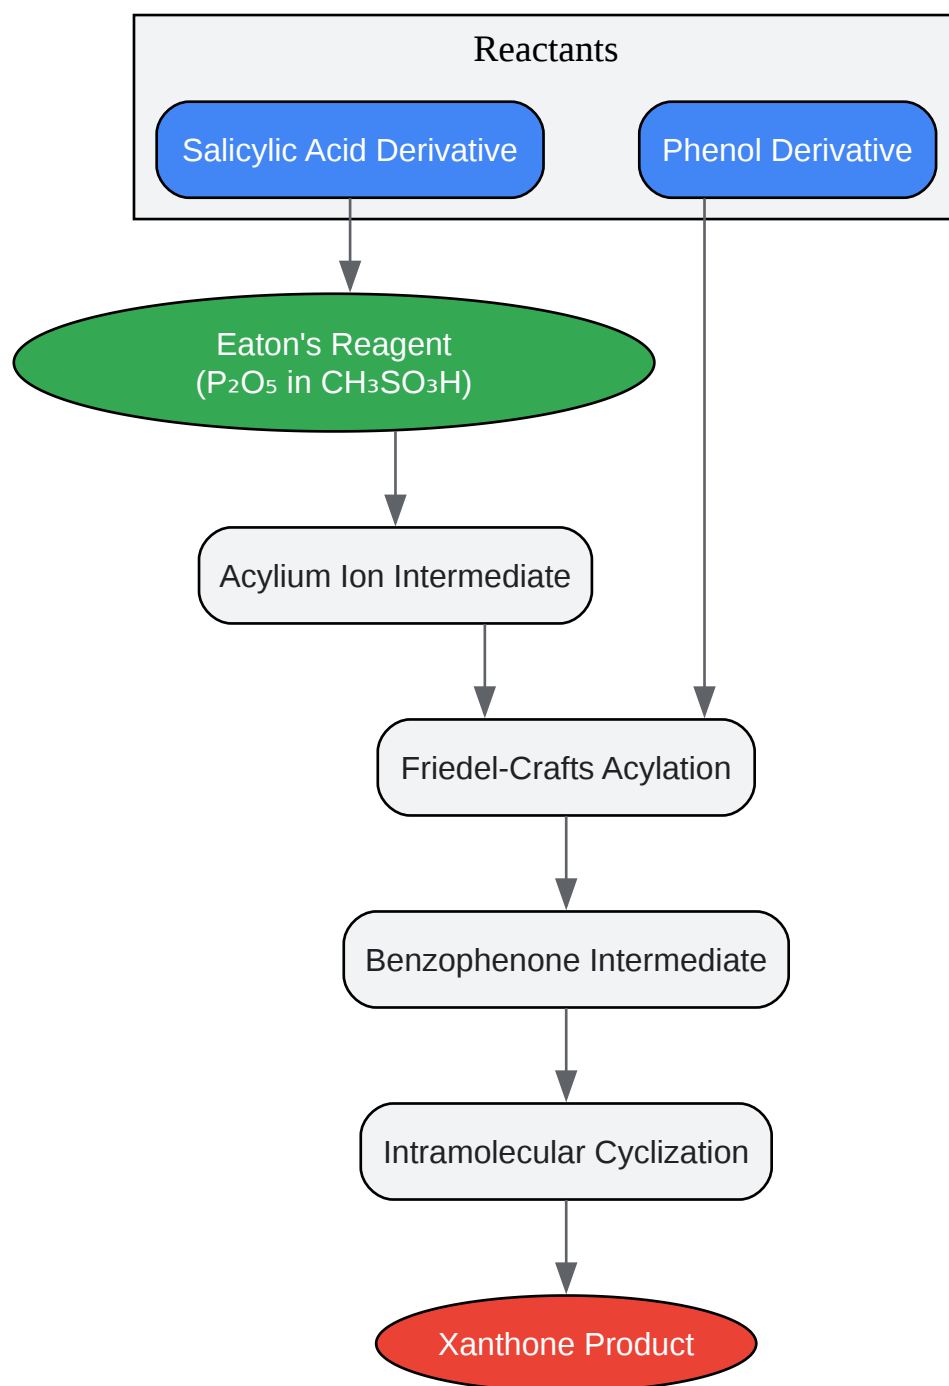 Reactants
Salicylic Acid Derivative
Phenol Derivative
Eaton's Reagent
(P₂O₅ in CH₃SO₃H)
Acylium Ion Intermediate
Friedel-Crafts Acylation
Benzophenone Intermediate
Intramolecular Cyclization
Xanthone Product